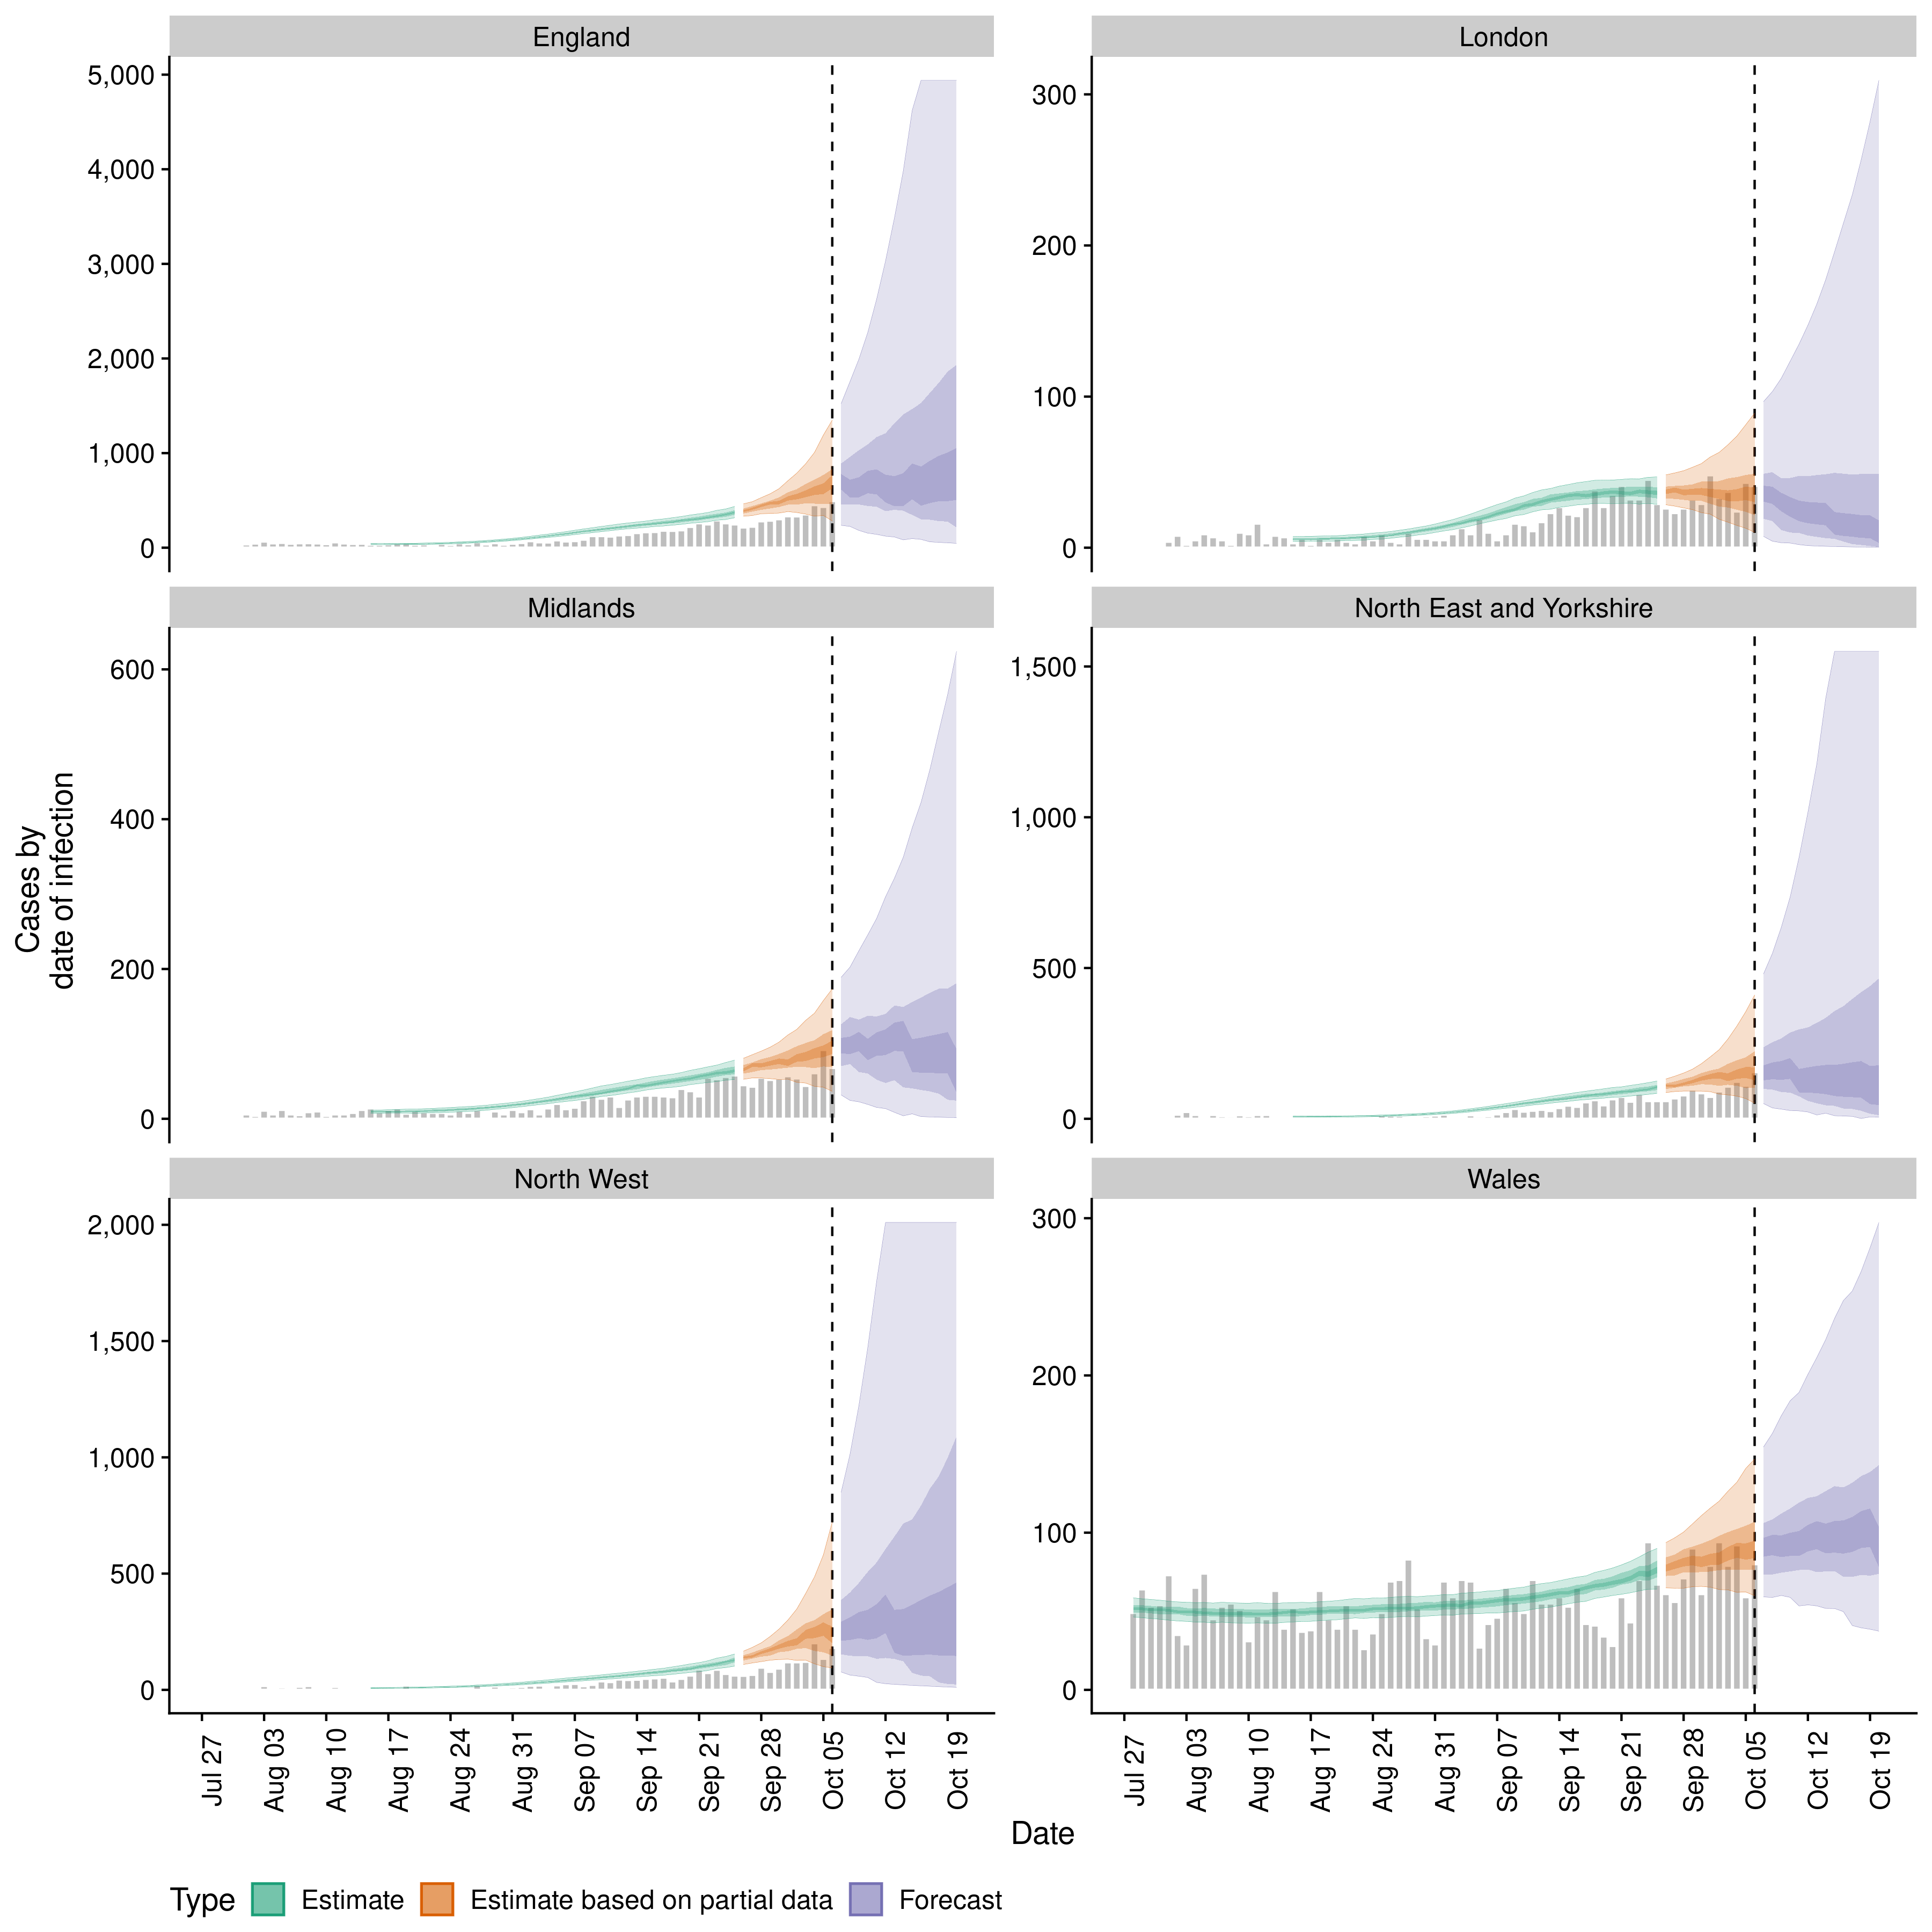 England
London
5,000
4,000
3,000
2,000
1,000
0
300
200
100
0
Midlands
North East and Yorkshire
600
400
200
0
1,500
1,000
500
0
North West
Wales
2,000
1,500
1,000
500
0
300
200
100
0
Cases by
date of infection
Jul 27
Aug 03
Aug 10
Aug 17
Aug 24
Aug 31
Sep 07
Sep 14
Sep 21
Sep 28
Oct 05
Oct 12
Oct 19
Jul 27
Aug 03
Aug 10
Aug 17
Aug 24
Aug 31
Sep 07
Sep 14
Sep 21
Sep 28
Oct 05
Oct 12
Oct 19
Date
Type Estimate Estimate based on partial data Forecast